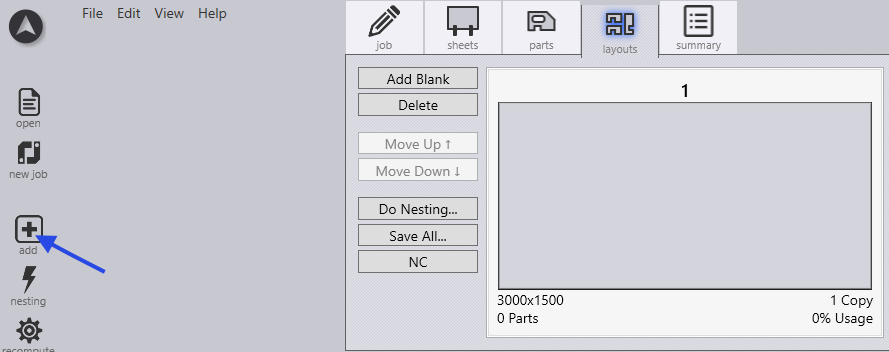 File Edit View Help
open
new job
add
nesting
recompute
job sheets parts layouts summary
Add Blank
Delete
Move Up ↑
Move Down ↓
Do Nesting...
Save All...
NC
1
3000x1500 1 Copy
0 Parts 0% Usage